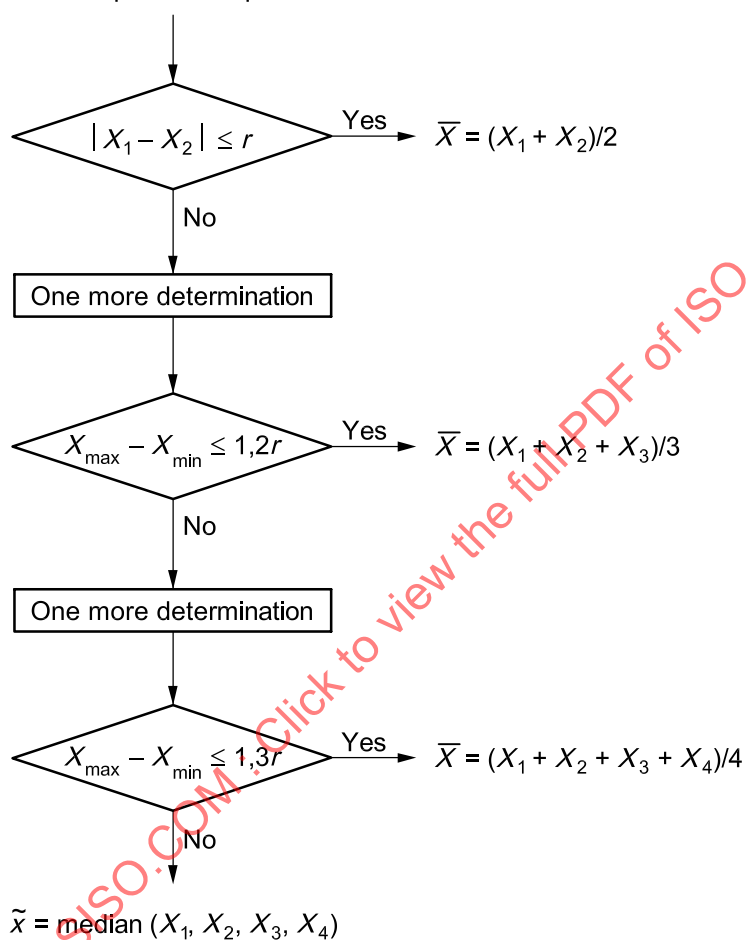 |X₁ – X₂| ≤ r
Yes
X̅ = (X₁ + X₂)/2
No
One more determination
Xmax – Xmin ≤ 1,2r
Yes
X̅ = (X₁ + X₂ + X₃)/3
No
One more determination
Xmax – Xmin ≤ 1,3r
Yes
X̅ = (X₁ + X₂ + X₃ + X₄)/4
No
x̃ = median (X₁, X₂, X₃, X₄)
SISO.COM : Click to view the full PDF of ISO